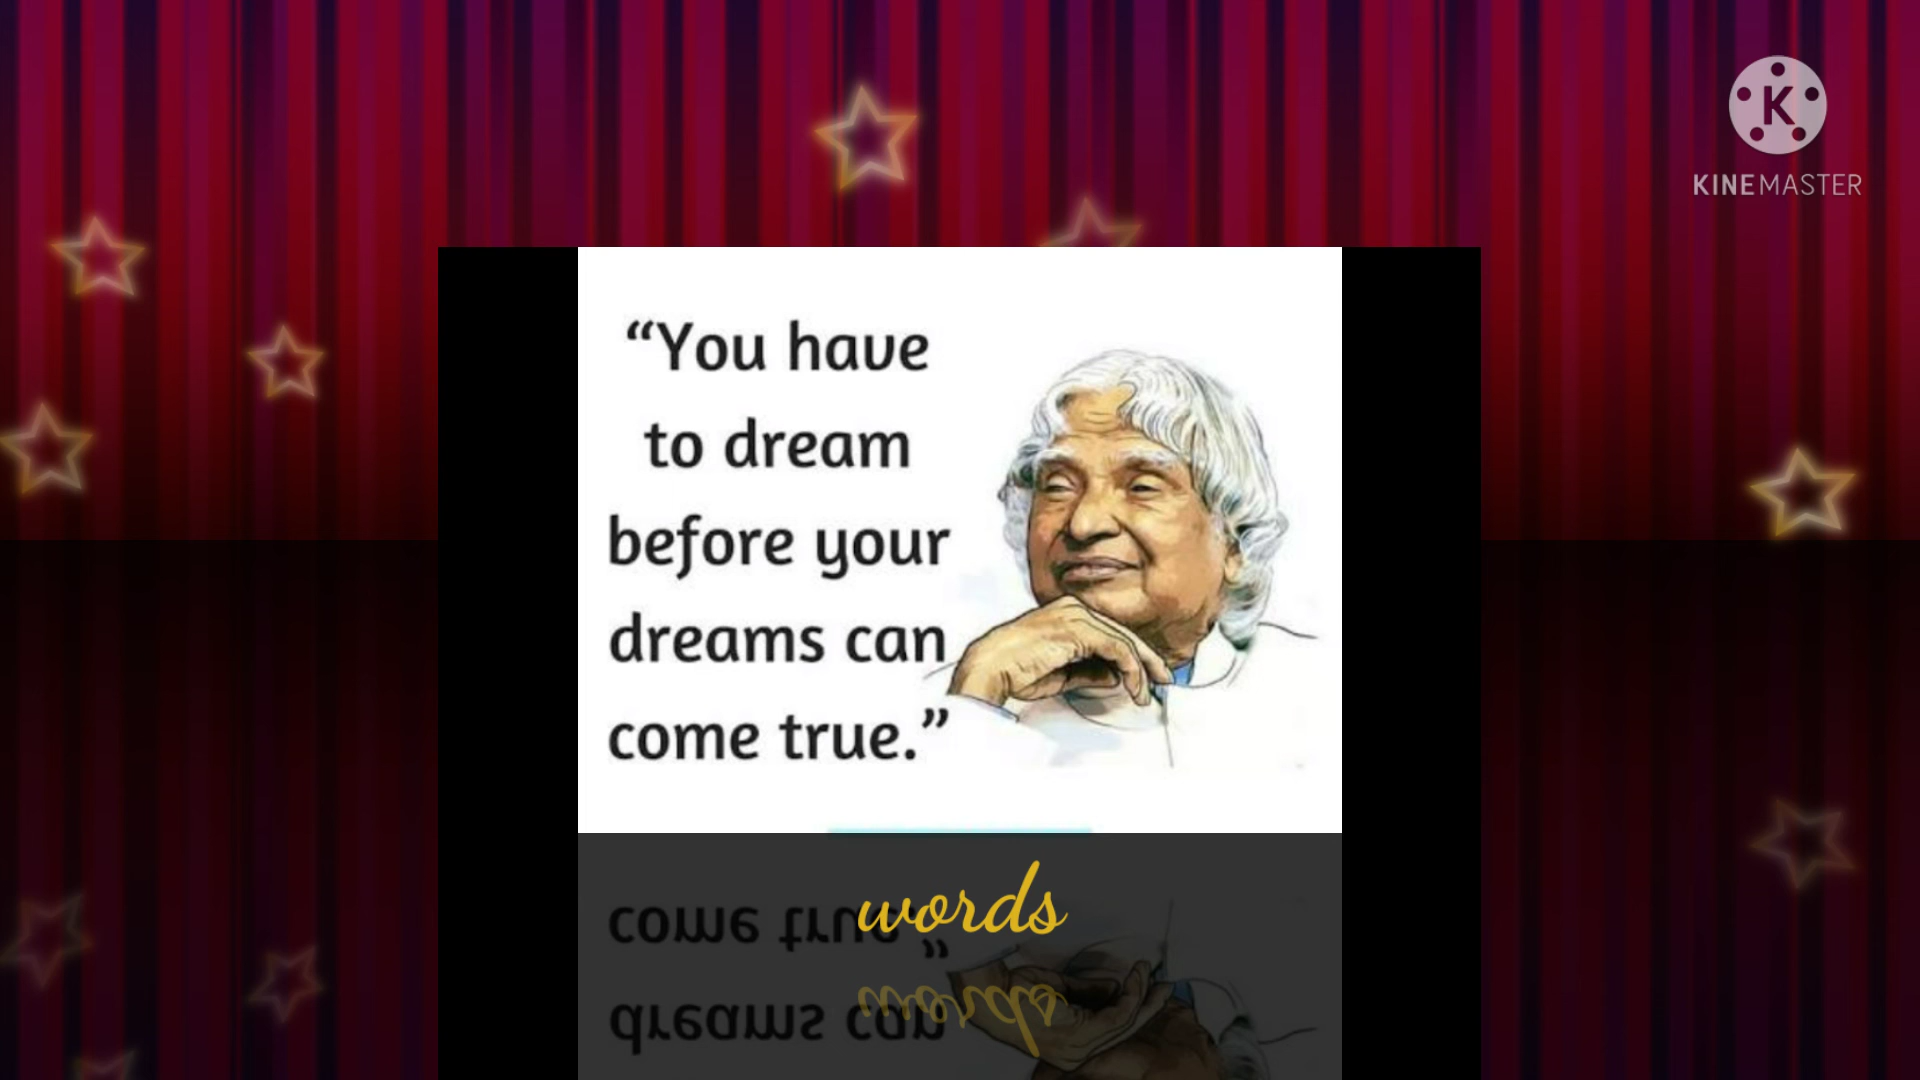 K
KINEMASTER
“You have
to dream
before your
dreams can
come true.”
words